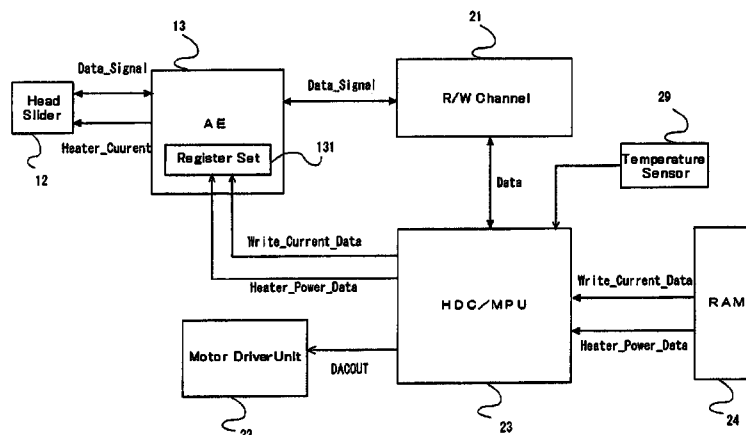 13
21
Data_Signal
Data_Signal
29
Head
Slider
AE
R/W Channel
Heater_Cuurent
Register Set
131
Temperature
Sensor
12
Data
Write_Current_Data
Write_Current_Data
Heater_Power_Data
HDC/MPU
RAM
Heater_Power_Data
Motor DriverUnit
DACOUT
23
24
22